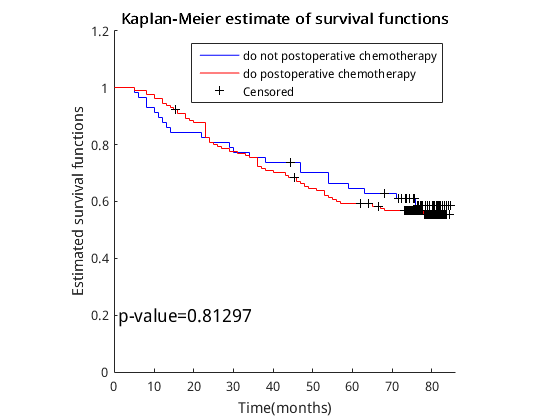 Kaplan-Meier estimate of survival functions
1.2
do not postoperative chemotherapy
do postoperative chemotherapy
Censored
1
0.8
0.6
0.4
0.2
0
Estimated survival functions
p-value=0.81297
0 10 20 30 40 50 60 70 80
Time(months)